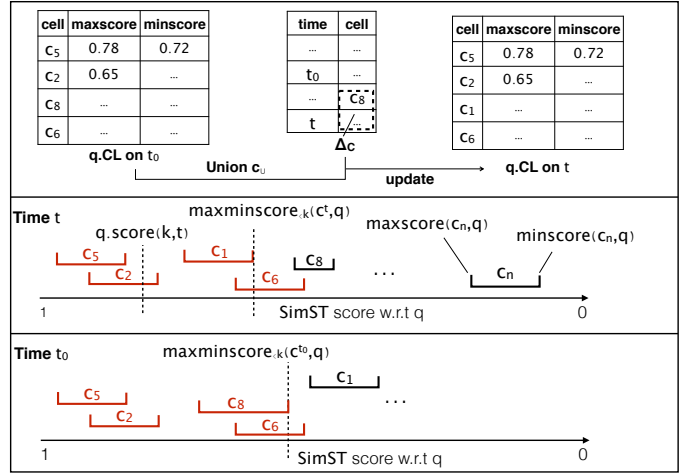 cell maxscore minscore
c5 0.78 0.72
c2 0.65 ...
c8 ... ...
c6 ... ...
q.CL on t0
time cell
... ...
t0 ...
... c8
t ...
Δc
cell maxscore minscore
c5 0.78 0.72
c2 0.65 ...
c1 ... ...
c6 ... ...
q.CL on t
Union c∪
update
Time t
q.score(k,t)
maxminscore‹k(cᵗ,q)
maxscore(cn,q)
minscore(cn,q)
c5
c2
c1
c6
c8
...
cn
1
SimST score w.r.t q
0
Time t0
maxminscore‹k(cᵗ⁰,q)
c1
c5
c2
c8
c6
...
1
SimST score w.r.t q
0